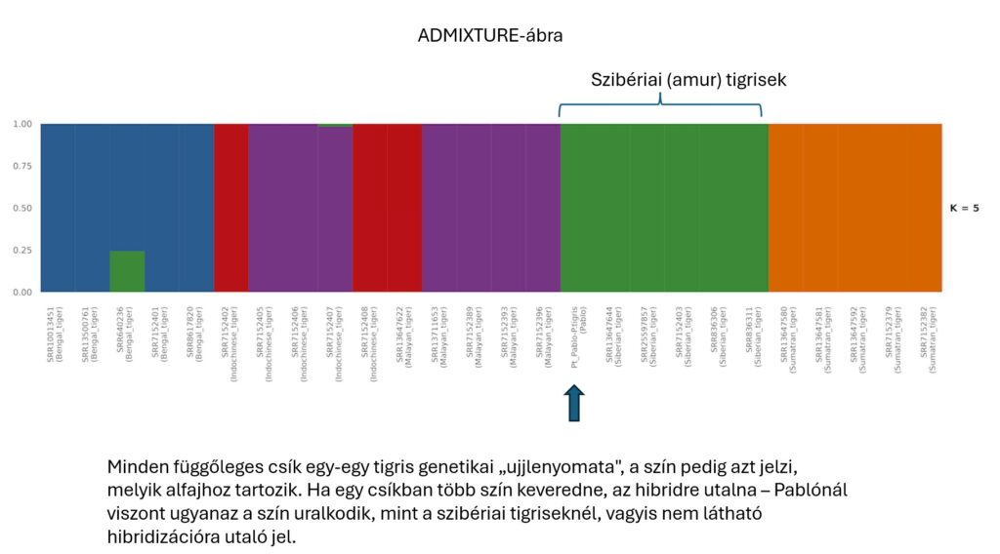 ADMIXTURE-ábra
Szibériai (amur) tigrisek
1.00
0.75
0.50
0.25
0.00
K = 5
SRR10013451
(Bengal_tiger)
SRR13500761
(Bengal_tiger)
SRR640236
(Bengal_tiger)
SRR7152401
(Bengal_tiger)
SRR8617820
(Bengal_tiger)
SRR7152402
(Indochinese_tiger)
SRR7152405
(Indochinese_tiger)
SRR7152406
(Indochinese_tiger)
SRR7152407
(Indochinese_tiger)
SRR7152408
(Indochinese_tiger)
SRR13647622
(Malayan_tiger)
SRR13711653
(Malayan_tiger)
SRR7152389
(Malayan_tiger)
SRR7152393
(Malayan_tiger)
SRR7152396
(Malayan_tiger)
Pt_Pablo-P.tigris
(Pablo)
SRR13647644
(Siberian_tiger)
SRR25597857
(Siberian_tiger)
SRR7152403
(Siberian_tiger)
SRR836306
(Siberian_tiger)
SRR836311
(Siberian_tiger)
SRR13647580
(Sumatran_tiger)
SRR13647581
(Sumatran_tiger)
SRR13647592
(Sumatran_tiger)
SRR7152379
(Sumatran_tiger)
SRR7152382
(Sumatran_tiger)
Minden függőleges csík egy-egy tigris genetikai „ujjlenyomata", a szín pedig azt jelzi,
melyik alfajhoz tartozik. Ha egy csíkban több szín keveredne, az hibridre utalna – Pablónál
viszont ugyanaz a szín uralkodik, mint a szibériai tigriseknél, vagyis nem látható
hibridizációra utaló jel.